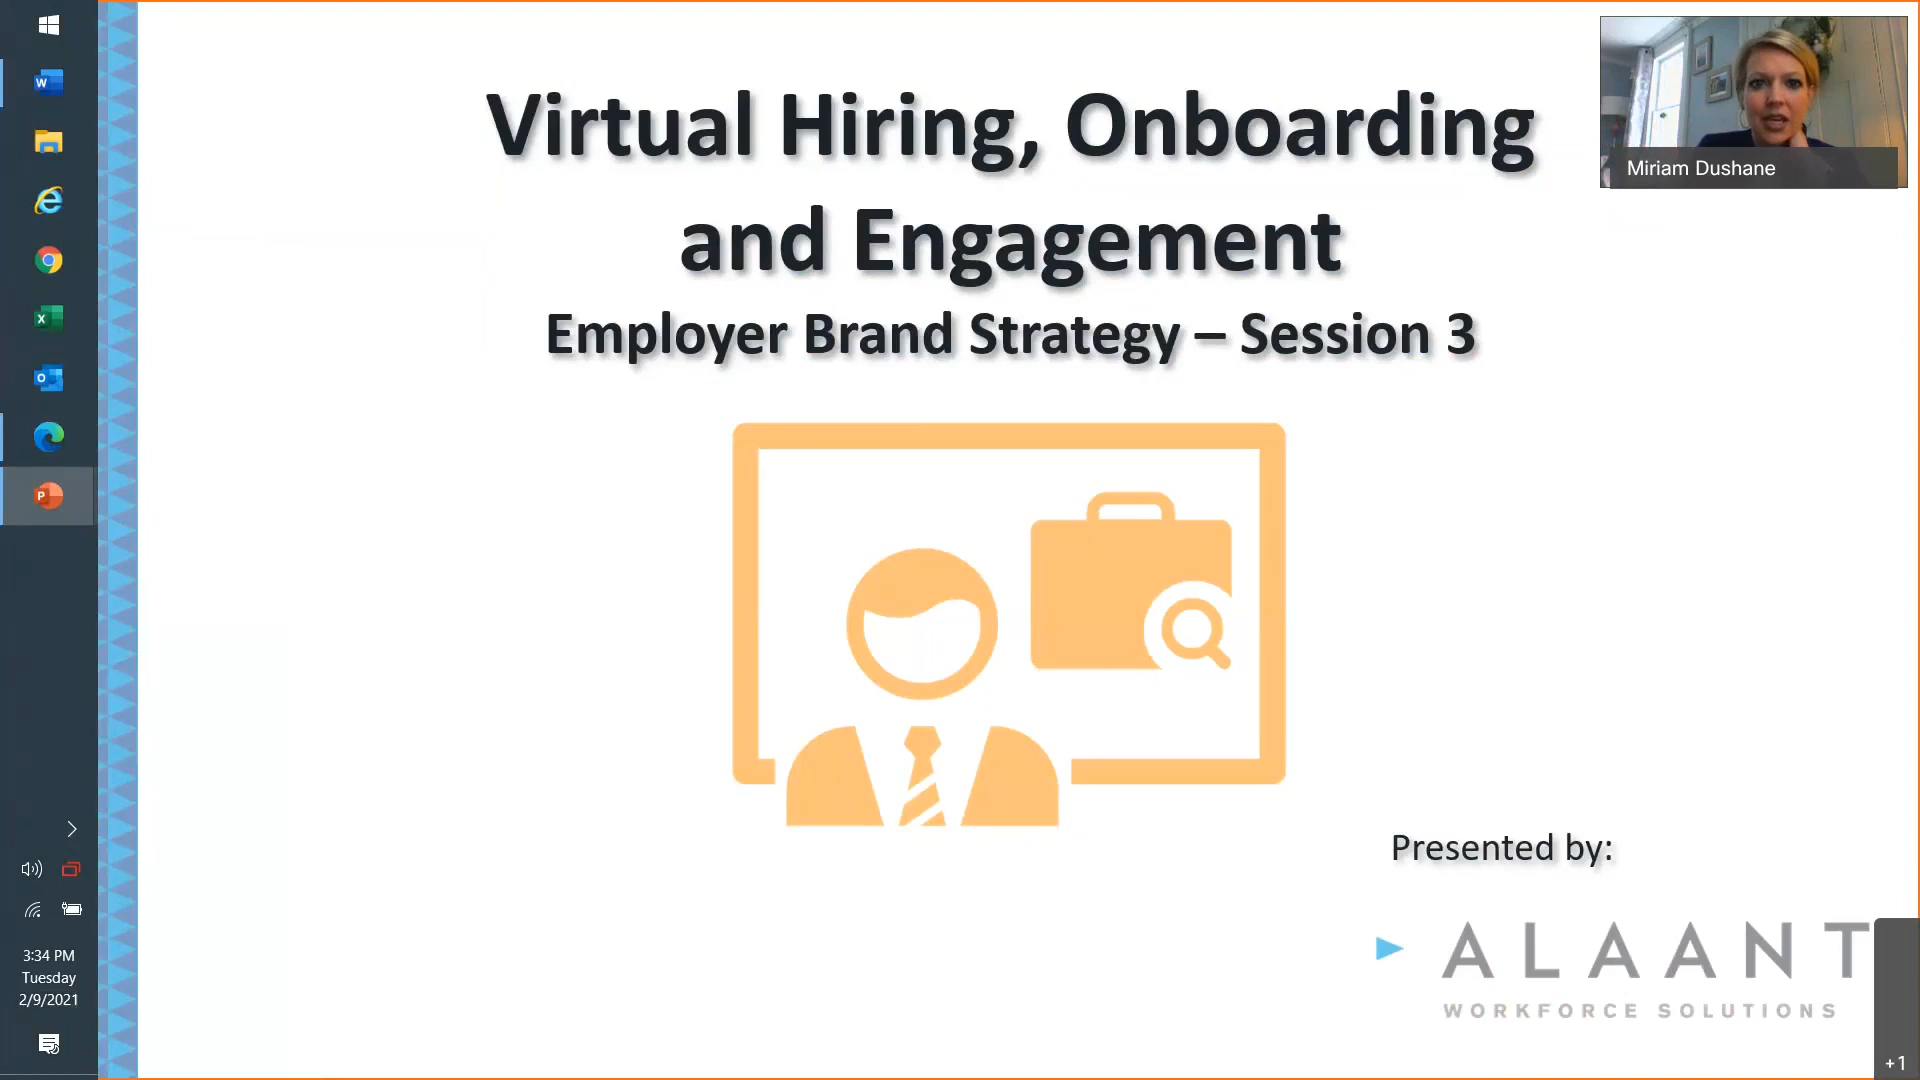 Virtual Hiring, Onboarding
and Engagement
Employer Brand Strategy – Session 3
Miriam Dushane
Presented by:
ALAANT
WORKFORCE SOLUTIONS
W
X
O
P
3:34 PM
Tuesday
2/9/2021
+1